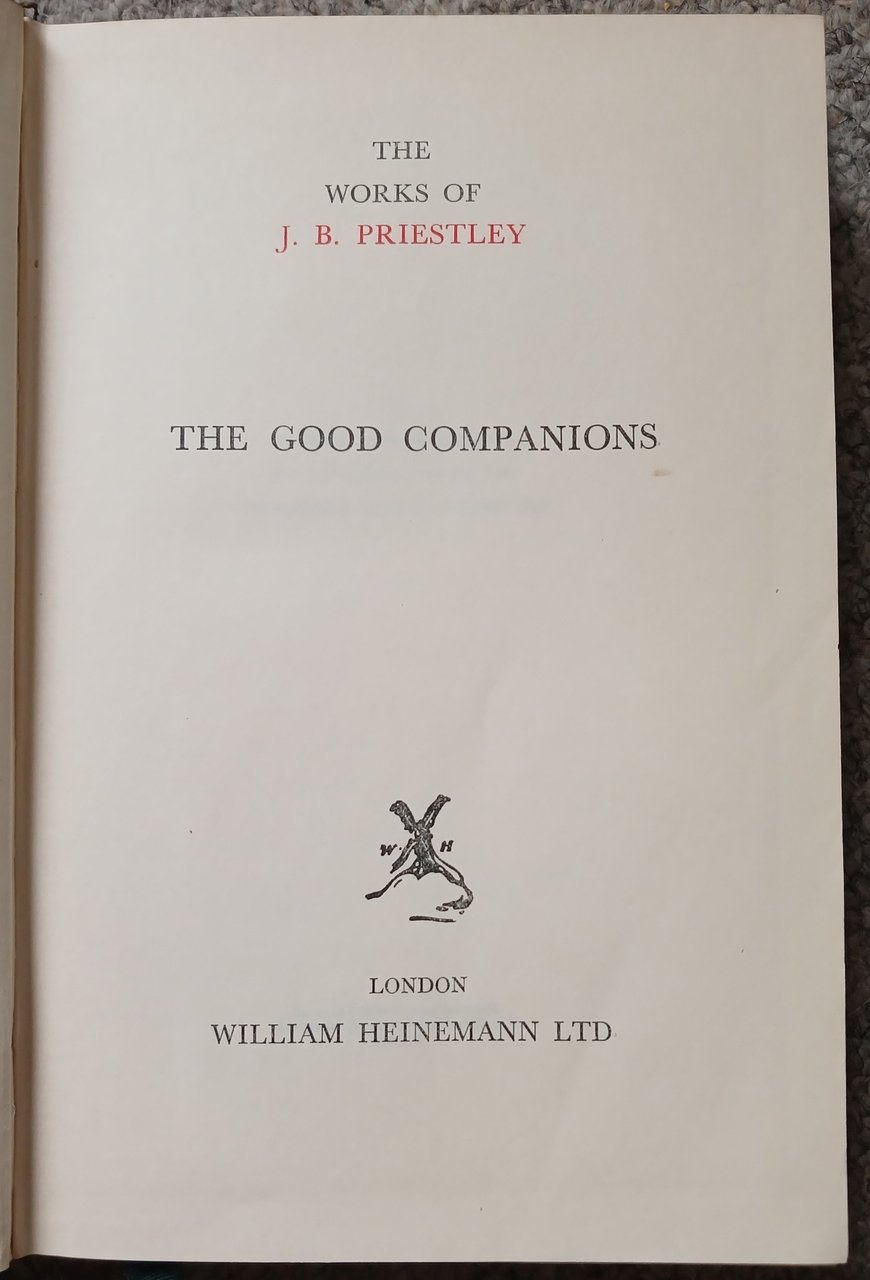 THE
WORKS OF
J. B. PRIESTLEY
THE GOOD COMPANIONS
W. H
LONDON
WILLIAM HEINEMANN LTD